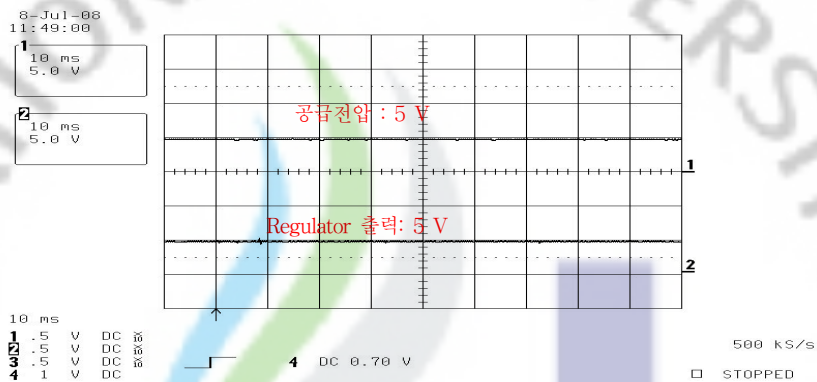 8-Jul-08
11:49:00
1
10 ms
5.0 V
2
10 ms
5.0 V
공급전압 : 5 V
1
Regulator 출력: 5 V
2
10 ms
1 .5 V DC
2 .5 V DC
3 .5 V DC
4 1 V DC
4 DC 0.70 V
500 kS/s
STOPPED